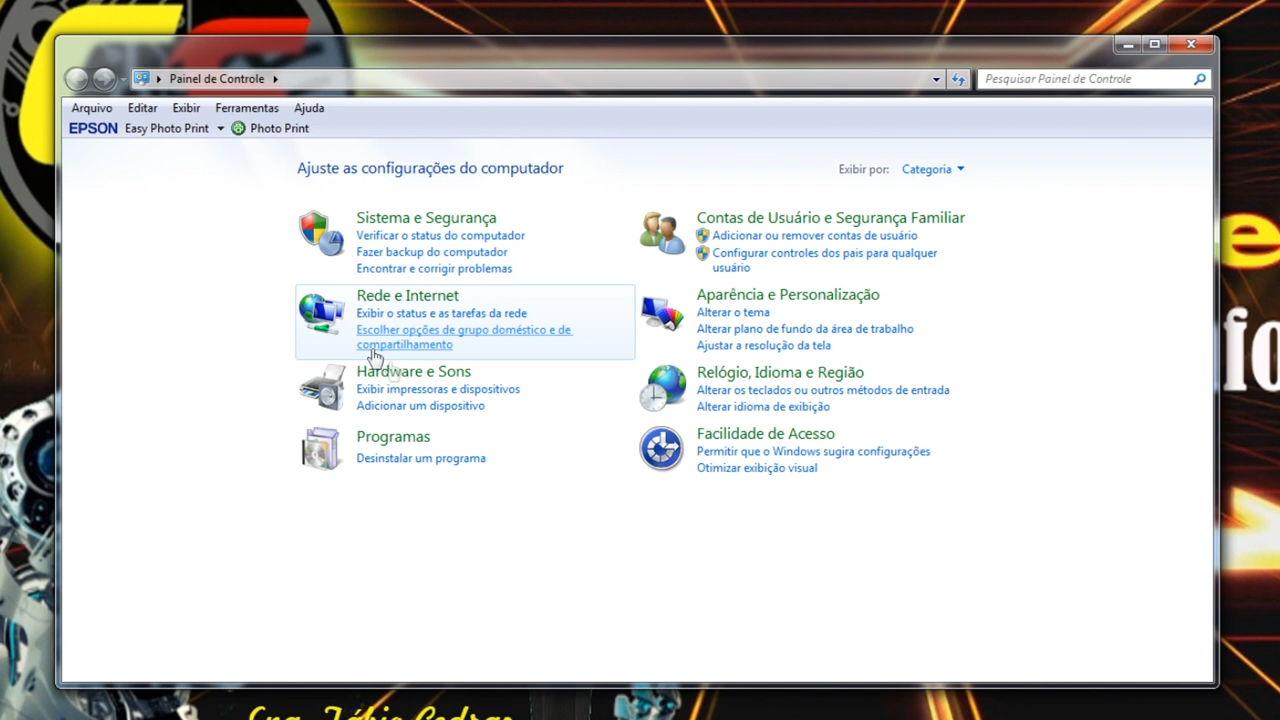 Painel de Controle
Pesquisar Painel de Controle
Arquivo Editar Exibir Ferramentas Ajuda
EPSON Easy Photo Print Photo Print
Ajuste as configurações do computador
Exibir por: Categoria
Sistema e Segurança
Verificar o status do computador
Fazer backup do computador
Encontrar e corrigir problemas
Rede e Internet
Exibir o status e as tarefas da rede
Escolher opções de grupo doméstico e de
compartilhamento
Hardware e Sons
Exibir impressoras e dispositivos
Adicionar um dispositivo
Programas
Desinstalar um programa
Contas de Usuário e Segurança Familiar
Adicionar ou remover contas de usuário
Configurar controles dos pais para qualquer
usuário
Aparência e Personalização
Alterar o tema
Alterar plano de fundo da área de trabalho
Ajustar a resolução da tela
Relógio, Idioma e Região
Alterar os teclados ou outros métodos de entrada
Alterar idioma de exibição
Facilidade de Acesso
Permitir que o Windows sugira configurações
Otimizar exibição visual
e
fo